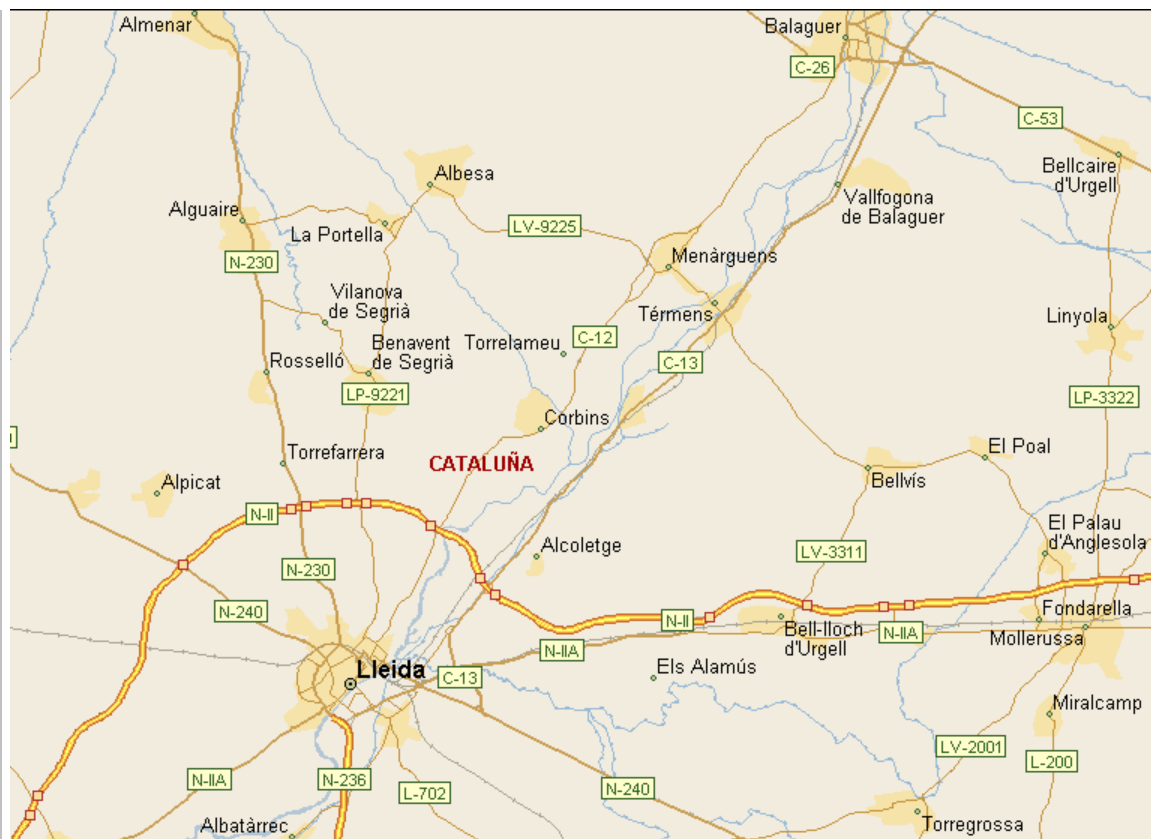 Almenar
Balaguer
C-26
C-53
Bellcaire
d'Urgell
Albesa
Vallfogona
de Balaguer
Alguaire
La Portella
LV-9225
N-230
Menàrguens
Vilanova
de Segrià
Térmens
Linyola
Benavent
de Segrià
Torrelameu
C-12
Rosselló
C-13
LP-9221
LP-3322
Corbins
Torrefarrera
CATALUÑA
El Poal
Alpicat
Bellvís
N-II
El Palau
d'Anglesola
Alcoletge
LV-3311
N-230
N-240
Fondarella
N-II
Bell-lloch
d'Urgell
N-IIA
Mollerussa
N-IIA
Lleida
C-13
Els Alamús
Miralcamp
LV-2001
L-200
N-IIA
N-236
N-240
L-702
Albatàrrec
Torregrossa